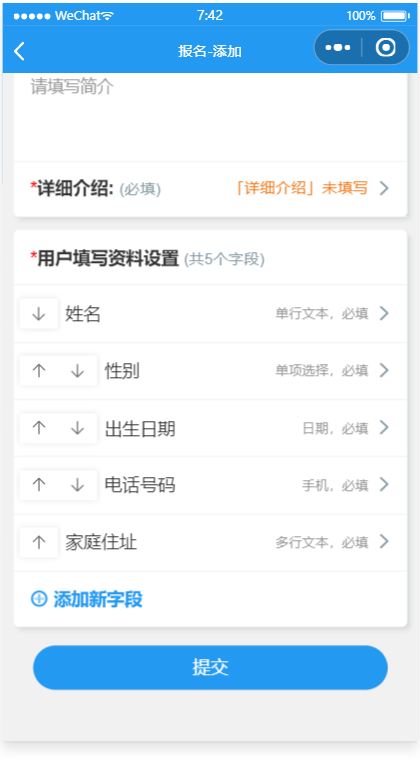 ●●●●● WeChat 7:42 100%
报名-添加
请填写简介
*详细介绍: (必填) 「详细介绍」未填写
*用户填写资料设置 (共5个字段)
姓名 单行文本，必填
性别 单项选择，必填
出生日期 日期，必填
电话号码 手机，必填
家庭住址 多行文本，必填
添加新字段
提交